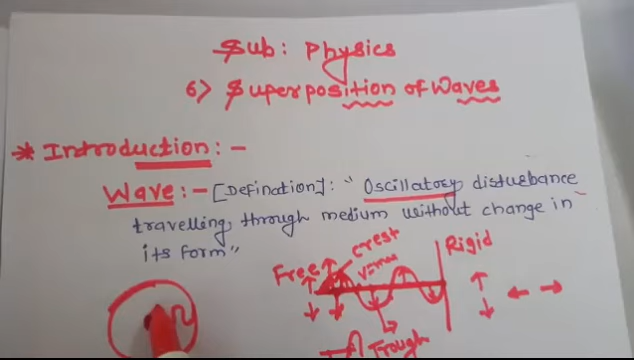 Sub: Physics
6> Superposition of Waves
* Introduction:-
Wave:- [Defination]: "Oscillatory disturbance
travelling through medium without change in
its form"
Crest
Rigid
Free
V=max
Trough